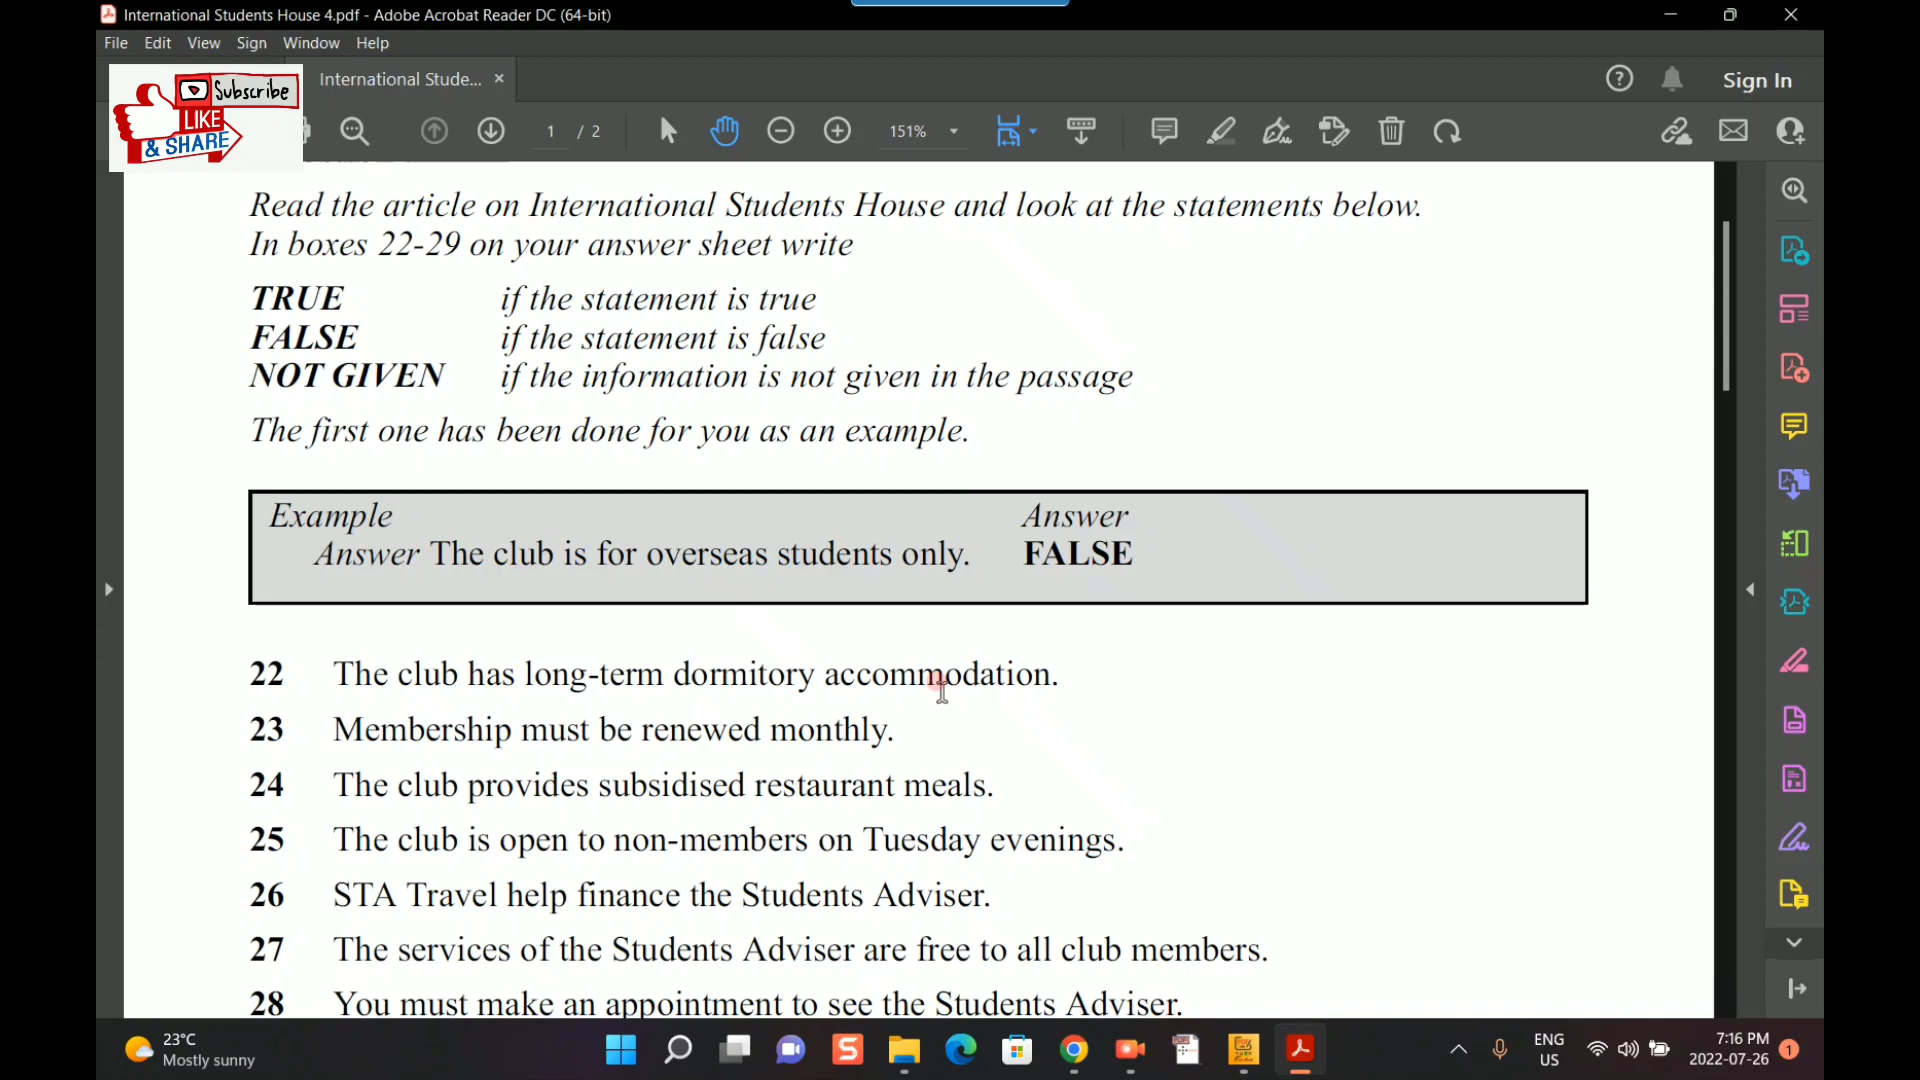 International Students House 4.pdf - Adobe Acrobat Reader DC (64-bit)
File Edit View Sign Window Help
Subscribe
LIKE
& SHARE
International Stude...
Sign In
1 / 2
151%
Read the article on International Students House and look at the statements below.
In boxes 22-29 on your answer sheet write
TRUE if the statement is true
FALSE if the statement is false
NOT GIVEN if the information is not given in the passage
The first one has been done for you as an example.
Example Answer
Answer The club is for overseas students only. FALSE
22 The club has long-term dormitory accommodation.
23 Membership must be renewed monthly.
24 The club provides subsidised restaurant meals.
25 The club is open to non-members on Tuesday evenings.
26 STA Travel help finance the Students Adviser.
27 The services of the Students Adviser are free to all club members.
28 You must make an appointment to see the Students Adviser.
23°C
Mostly sunny
ENG
US
7:16 PM
2022-07-26
1